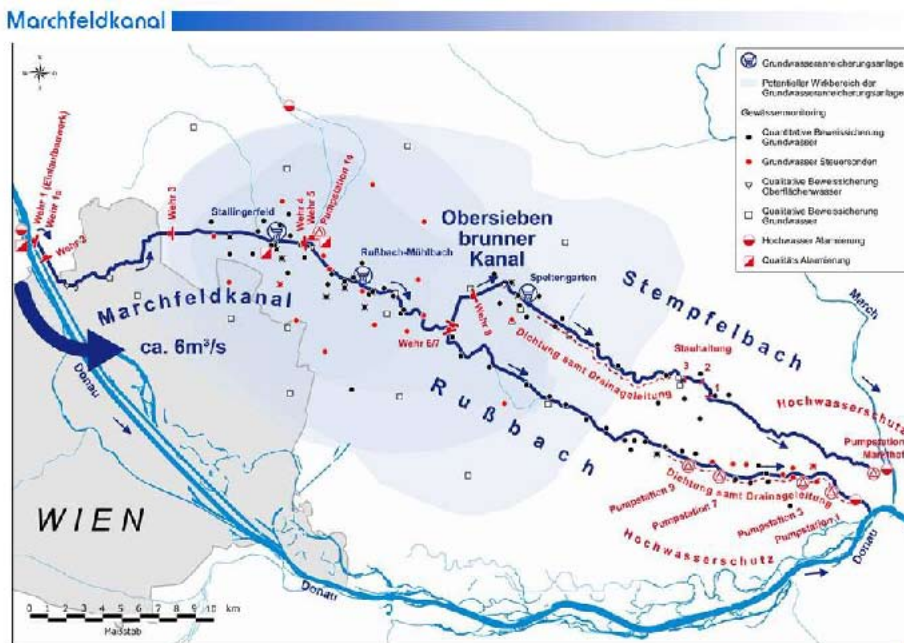 Marchfeldkanal
Grundwasseranreicherungsanlage
Potentieller Wirkbereich der
Grundwasseranreicherungsanlage
Gewässermonitoring
Quantitative Beweissicherung
Grundwasser
Grundwasser Steuersonden
Qualitative Beweissicherung
Oberflächenwasser
Qualitative Beweissicherung
Grundwasser
Hochwasser Alarmierung
Qualitäts Alarmierung
Wehr 1 (Einlaufbauwerk)
Wehr 1a
Wehr 2
Wehr 3
Stallingerfeld
Wehr 4
Wehr 5
Pumpstation 1a
Rußbach-Mühlbach
Obersieben
brunner
Kanal
Speltengarten
Stempfelbach
March
Marchfeldkanal
Wehr 8
Wehr 6/7
Dichtung samt Drainageleitung
Stauhaltung
3 2 1
ca. 6m³/s
Donau
Rußbach
Hochwasserschutz
Pumpstation
Markthof
WIEN
Dichtung samt Drainageleitung
Pumpstation 9
Pumpstation 7
Pumpstation 5
Pumpstation 1
Hochwasserschutz
Donau
Donau
0 1 2 3 4 5 6 7 8 9 10 km
Maßstab